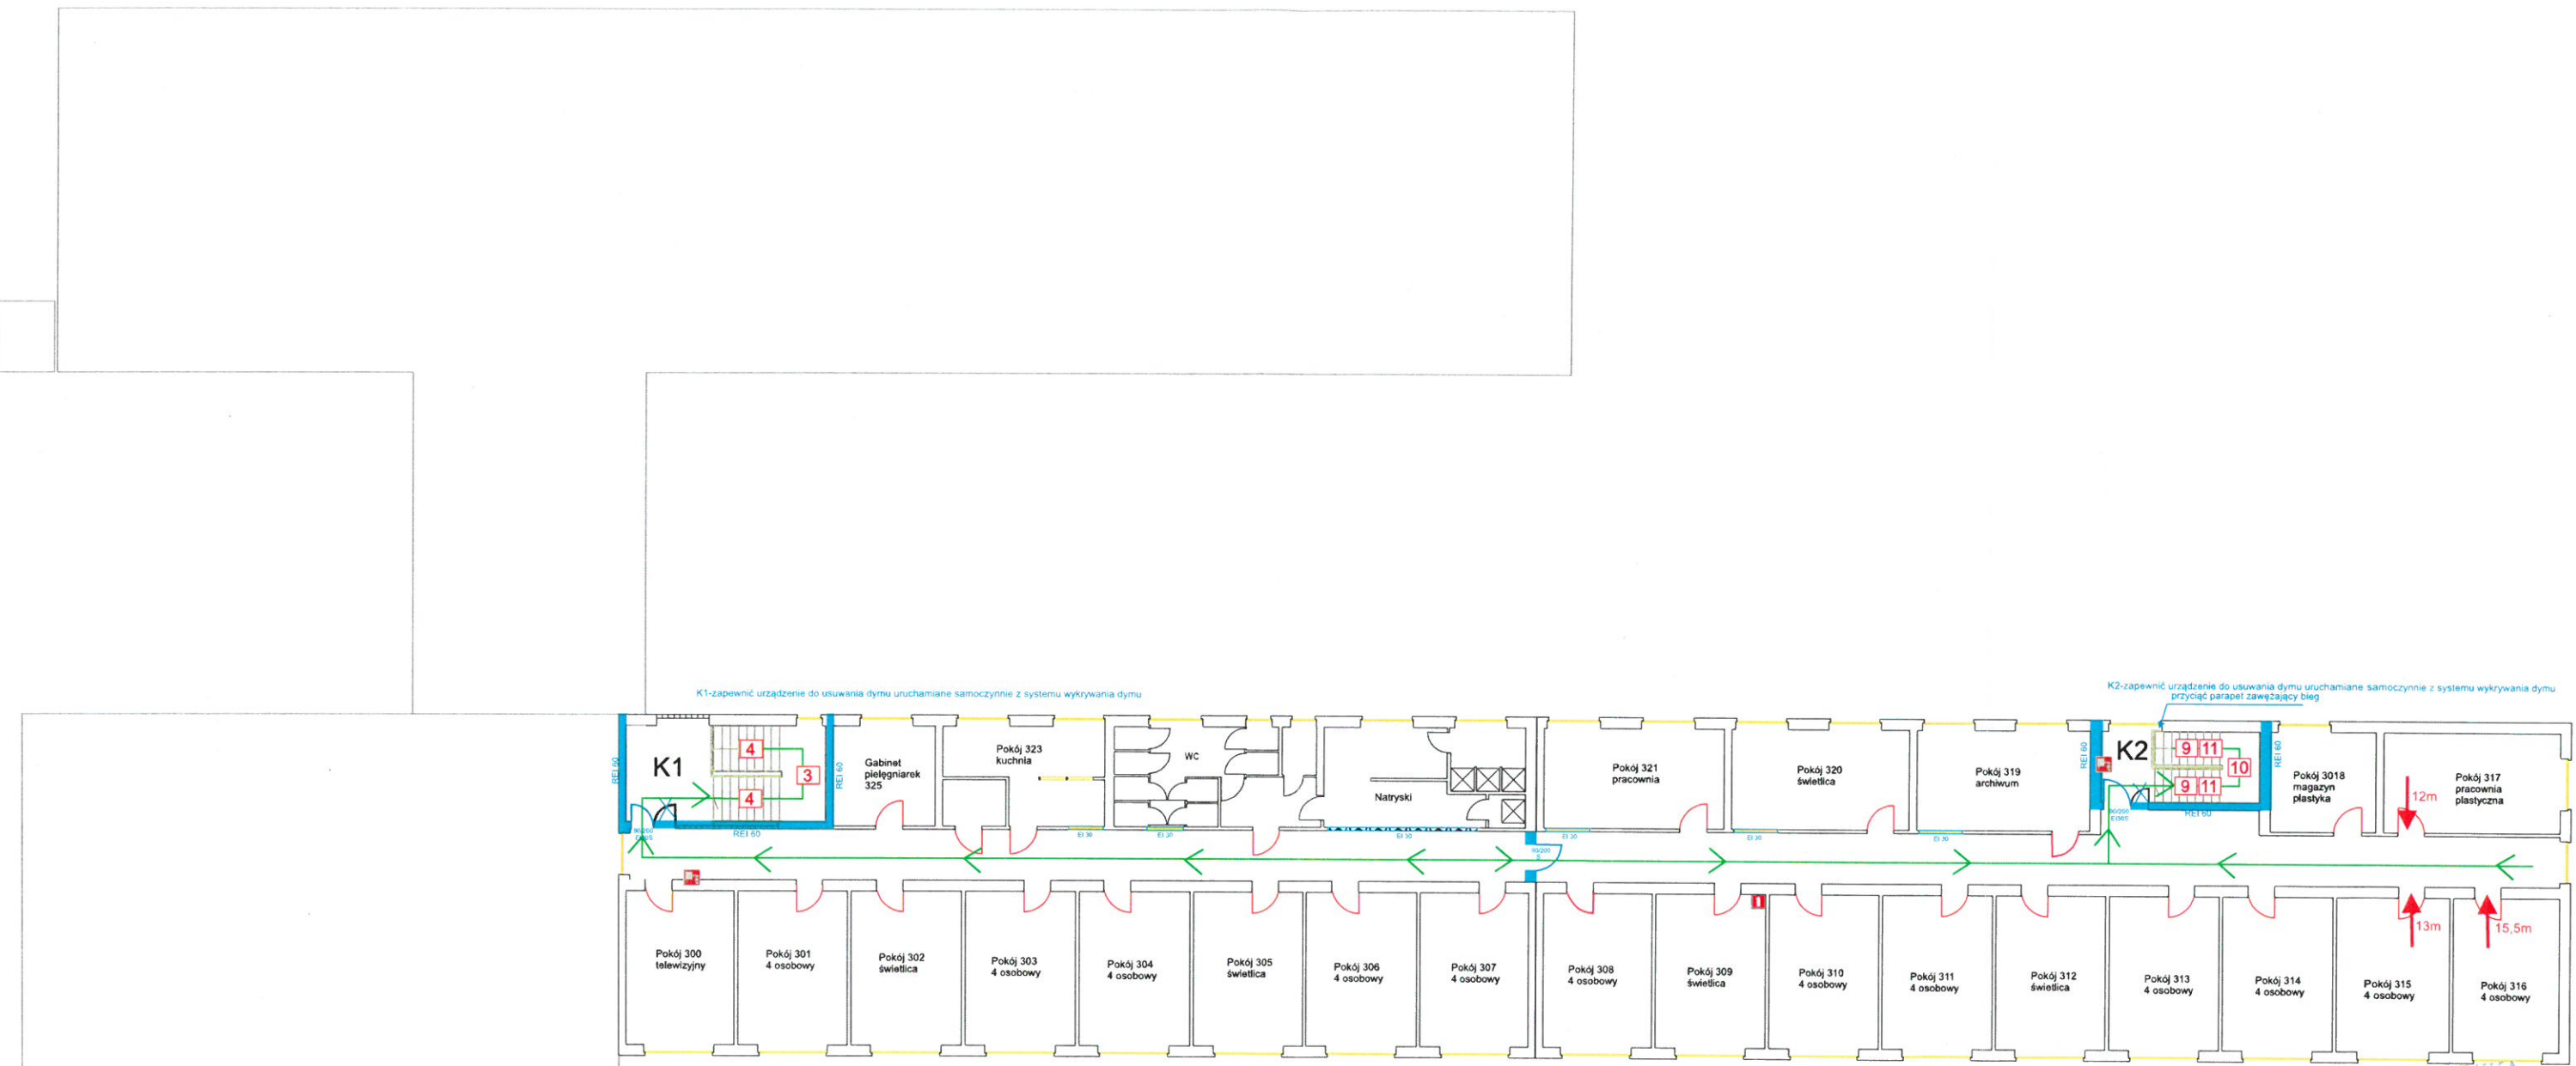 K1-zapewnić urządzenie do usuwania dymu uruchamiane samoczynnie z systemu wykrywania dymu
K2-zapewnić urządzenie do usuwania dymu uruchamiane samoczynnie z systemu wykrywania dymu
przyciąć parapet zawężający bieg
REI 60
K1
4
3
4
REI 60
REI 60
Gabinet
pielęgniarek
325
Pokój 323
kuchnia
WC
Natryski
Pokój 321
pracownia
Pokój 320
świetlica
Pokój 319
archiwum
REI 60
K2
9
11
10
9
11
REI 60
REI 60
Pokój 3018
magazyn
plastyka
12m
Pokój 317
pracownia
plastyczna
90/200
EI 30
EI 30
EI 30
EI 30
EI 30
EI 30
90/200
90/200
13m
15,5m
Pokój 300
telewizyjny
Pokój 301
4 osobowy
Pokój 302
świetlica
Pokój 303
4 osobowy
Pokój 304
4 osobowy
Pokój 305
świetlica
Pokój 306
4 osobowy
Pokój 307
4 osobowy
Pokój 308
4 osobowy
Pokój 309
świetlica
Pokój 310
4 osobowy
Pokój 311
4 osobowy
Pokój 312
świetlica
Pokój 313
4 osobowy
Pokój 314
4 osobowy
Pokój 315
4 osobowy
Pokój 316
4 osobowy